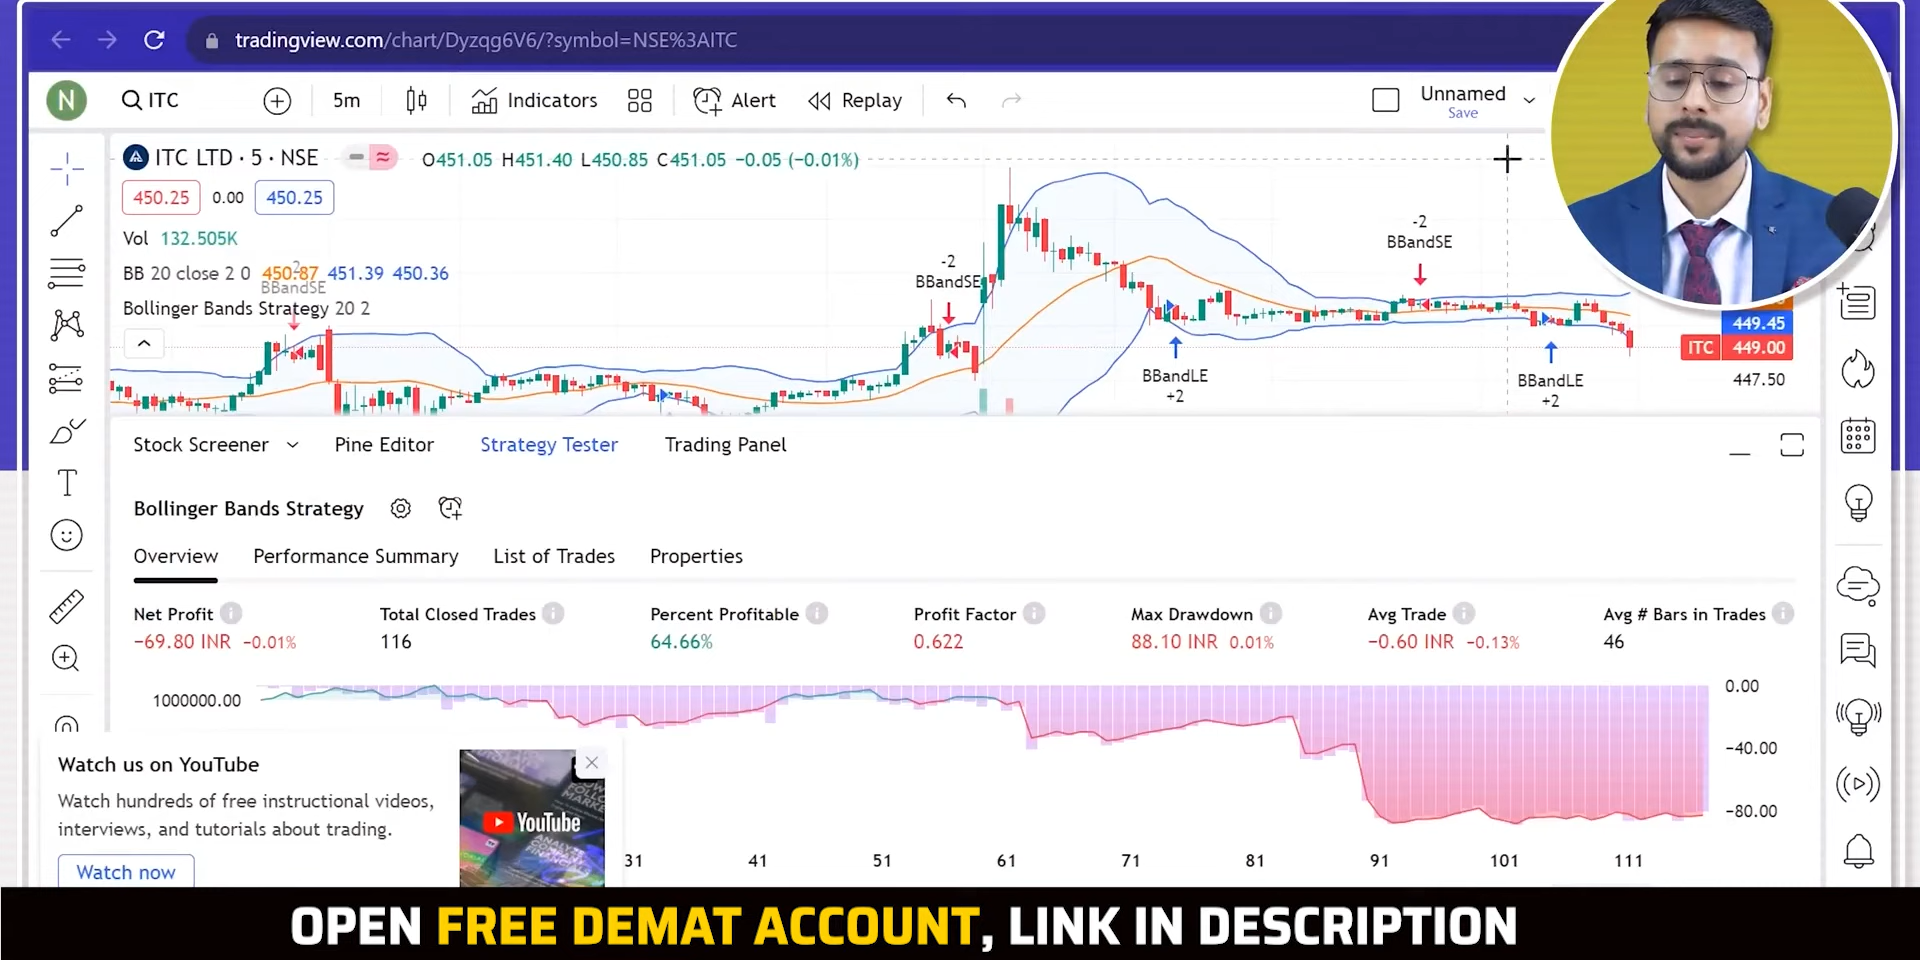 tradingview.com/chart/Dyzqg6V6/?symbol=NSE%3AITC
N ITC 5m Indicators Alert Replay Unnamed
Save
ITC LTD · 5 · NSE O451.05 H451.40 L450.85 C451.05 −0.05 (−0.01%)
450.25 0.00 450.25
Vol 132.505K
BB 20 close 2 0 450.87 451.39 450.36
BBandSE
Bollinger Bands Strategy 20 2
-2
BBandSE
-2
BBandSE
BBandLE
+2
BBandLE
+2
449.45
ITC 449.00
447.50
Stock Screener Pine Editor Strategy Tester Trading Panel
Bollinger Bands Strategy
Overview Performance Summary List of Trades Properties
Net Profit Total Closed Trades Percent Profitable Profit Factor Max Drawdown Avg Trade Avg # Bars in Trades
−69.80 INR −0.01% 116 64.66% 0.622 88.10 INR 0.01% −0.60 INR −0.13% 46
1000000.00
0.00
−40.00
−80.00
31 41 51 61 71 81 91 101 111
Watch us on YouTube
Watch hundreds of free instructional videos,
interviews, and tutorials about trading.
YouTube
Watch now
OPEN FREE DEMAT ACCOUNT, LINK IN DESCRIPTION